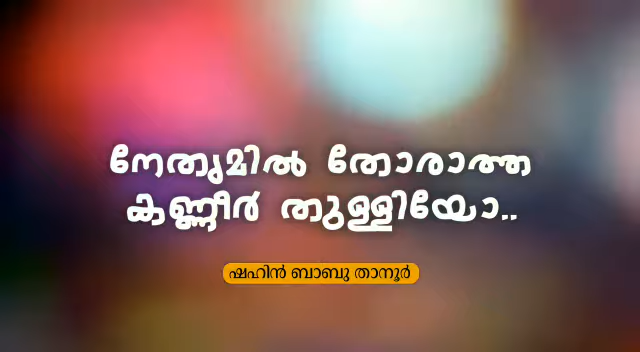 നേത്രമിൽ തോരാത്ത
കണ്ണീർ തുള്ളിയോ..
ഷഹിൻ ബാബു താനൂർ